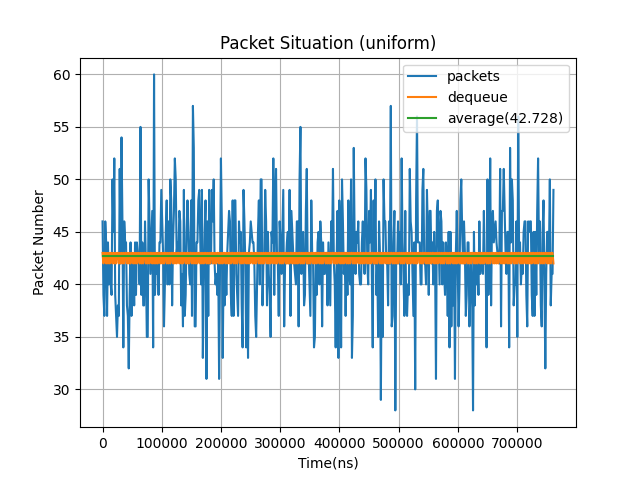 Packet Situation (uniform)
packets
dequeue
average(42.728)
60
55
50
45
40
35
30
Packet Number
0 100000 200000 300000 400000 500000 600000 700000
Time(ns)